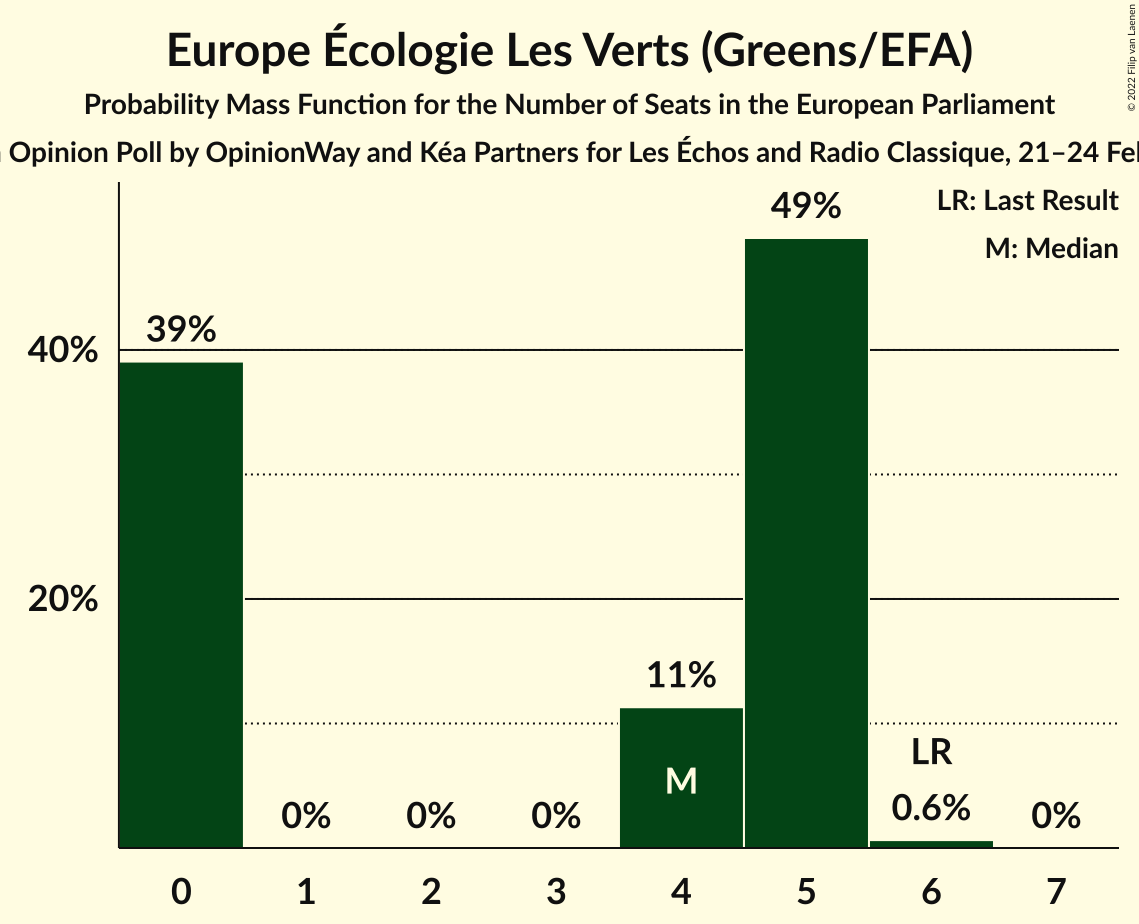 Europe Écologie Les Verts (Greens/EFA)
Probability Mass Function for the Number of Seats in the European Parliament
Opinion Poll by OpinionWay and Kéa Partners for Les Échos and Radio Classique, 21–24
© 2022 Filip van Laenen
LR: Last Result
M: Median
49%
39%
40%
20%
11%
M
LR
0% 0% 0% 0.6% 0%
0 1 2 3 4 5 6 7